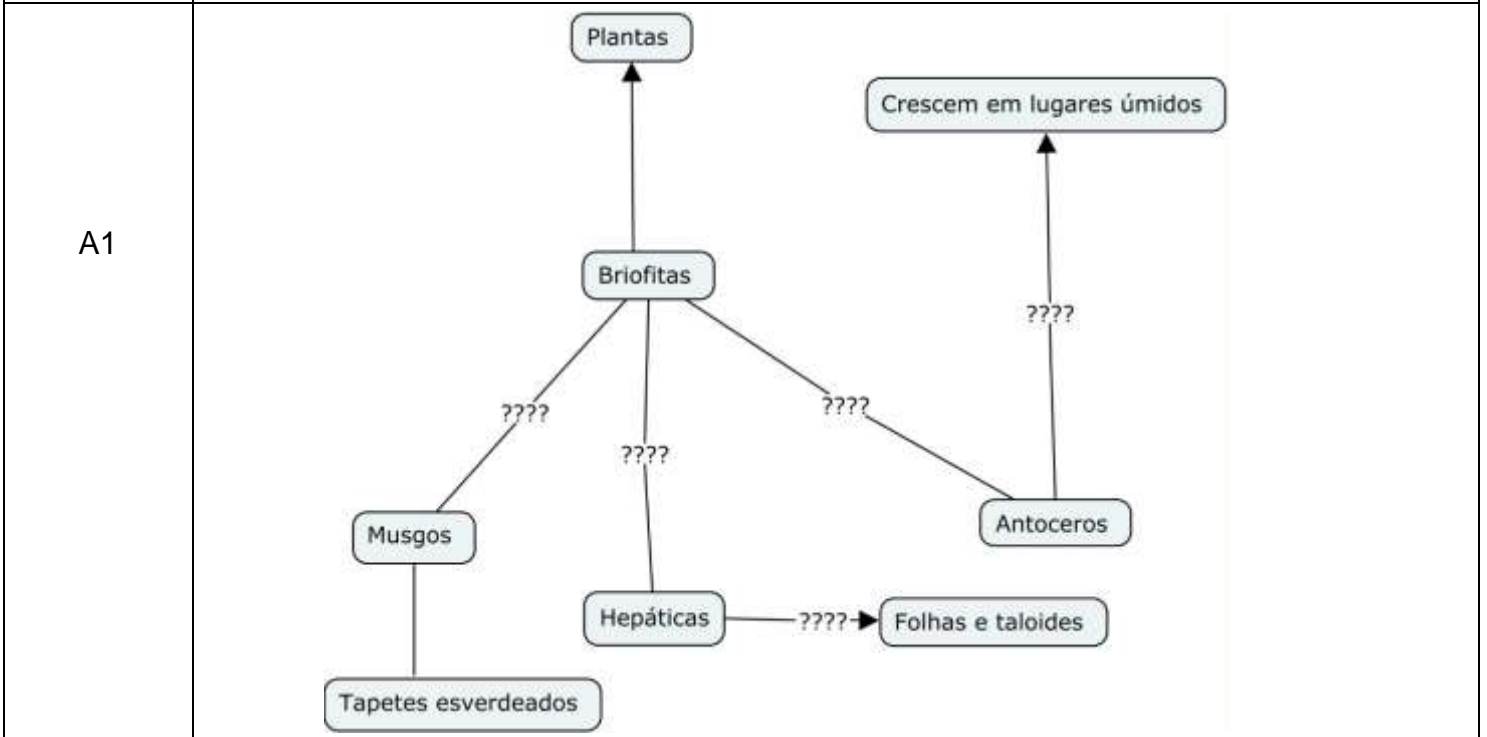 Plantas
Crescem em lugares úmidos
A1
Briofitas
????
????
????
????
Musgos
Antoceros
Hepáticas
????
Folhas e taloides
Tapetes esverdeados